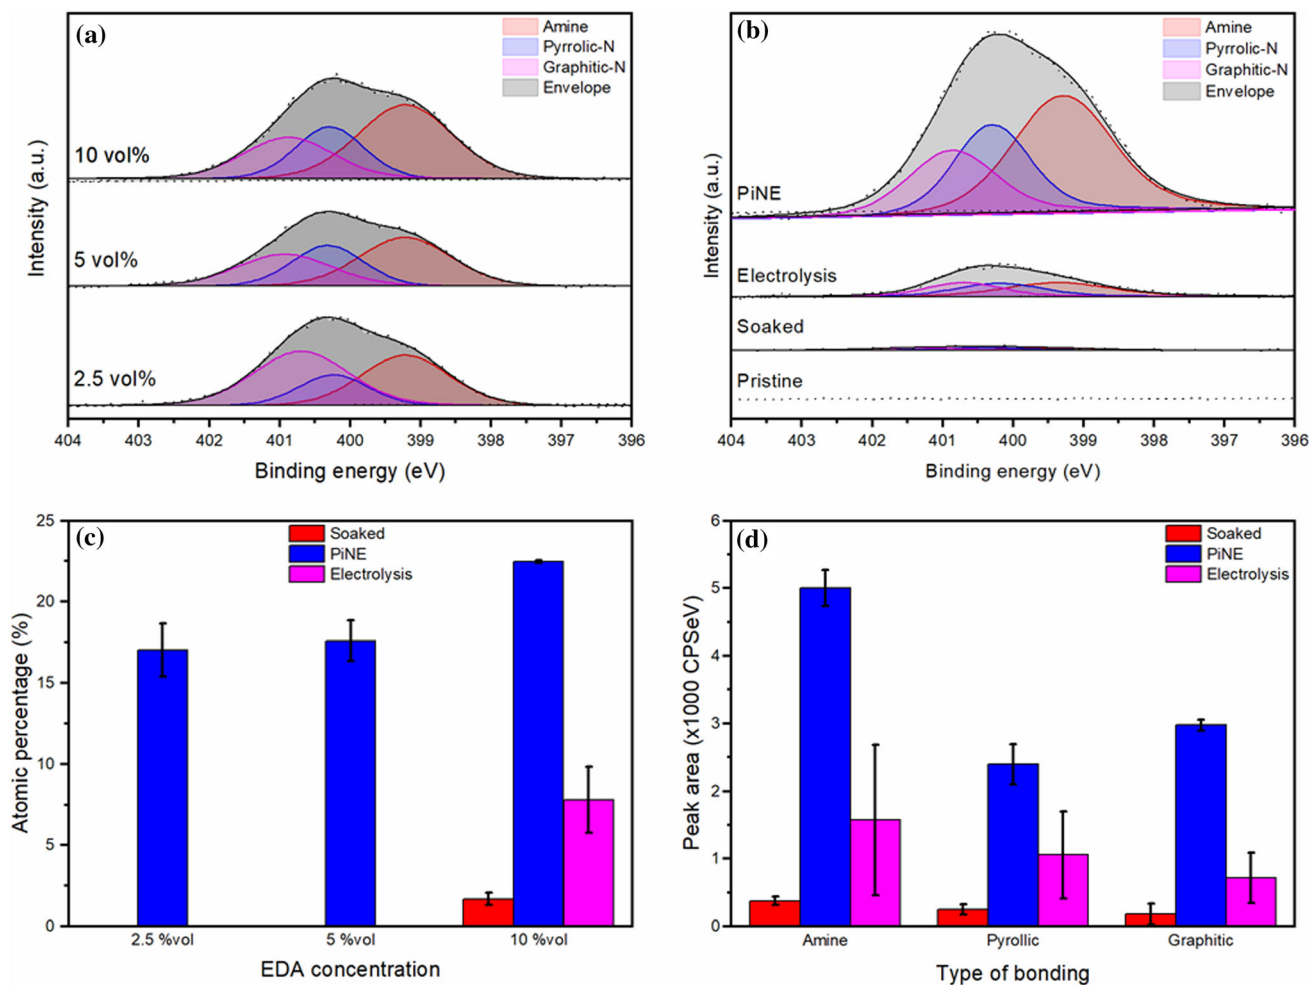 (a)
Amine
Pyrrolic-N
Graphitic-N
Envelope
10 vol%
5 vol%
2.5 vol%
Intensity (a.u.)
404 403 402 401 400 399 398 397 396
Binding energy (eV)
(b)
Amine
Pyrrolic-N
Graphitic-N
Envelope
PiNE
Electrolysis
Soaked
Pristine
Intensity (a.u.)
404 403 402 401 400 399 398 397 396
Binding energy (eV)
(c)
Soaked
PiNE
Electrolysis
25
20
15
10
5
0
Atomic percentage (%)
2.5 %vol 5 %vol 10 %vol
EDA concentration
(d)
Soaked
PiNE
Electrolysis
6
5
4
3
2
1
0
Peak area (x1000 CPSeV)
Amine Pyrollic Graphitic
Type of bonding